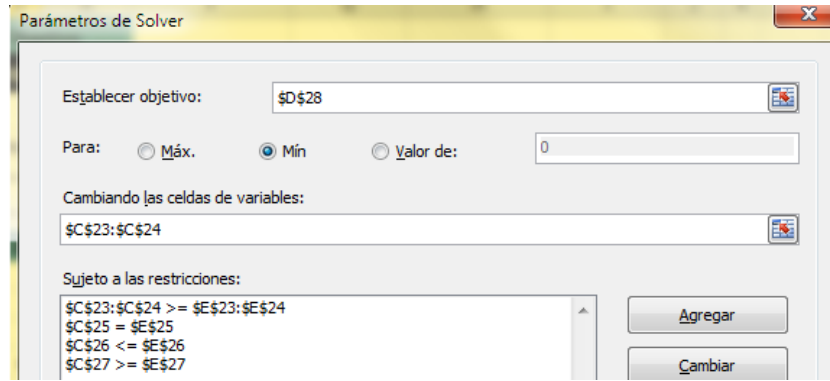 Parámetros de Solver
X
Establecer objetivo: $D$28
Para: Máx. Mín Valor de: 0
Cambiando las celdas de variables:
$C$23:$C$24
Sujeto a las restricciones:
$C$23:$C$24 >= $E$23:$E$24
$C$25 = $E$25
$C$26 <= $E$26
$C$27 >= $E$27
Agregar
Cambiar